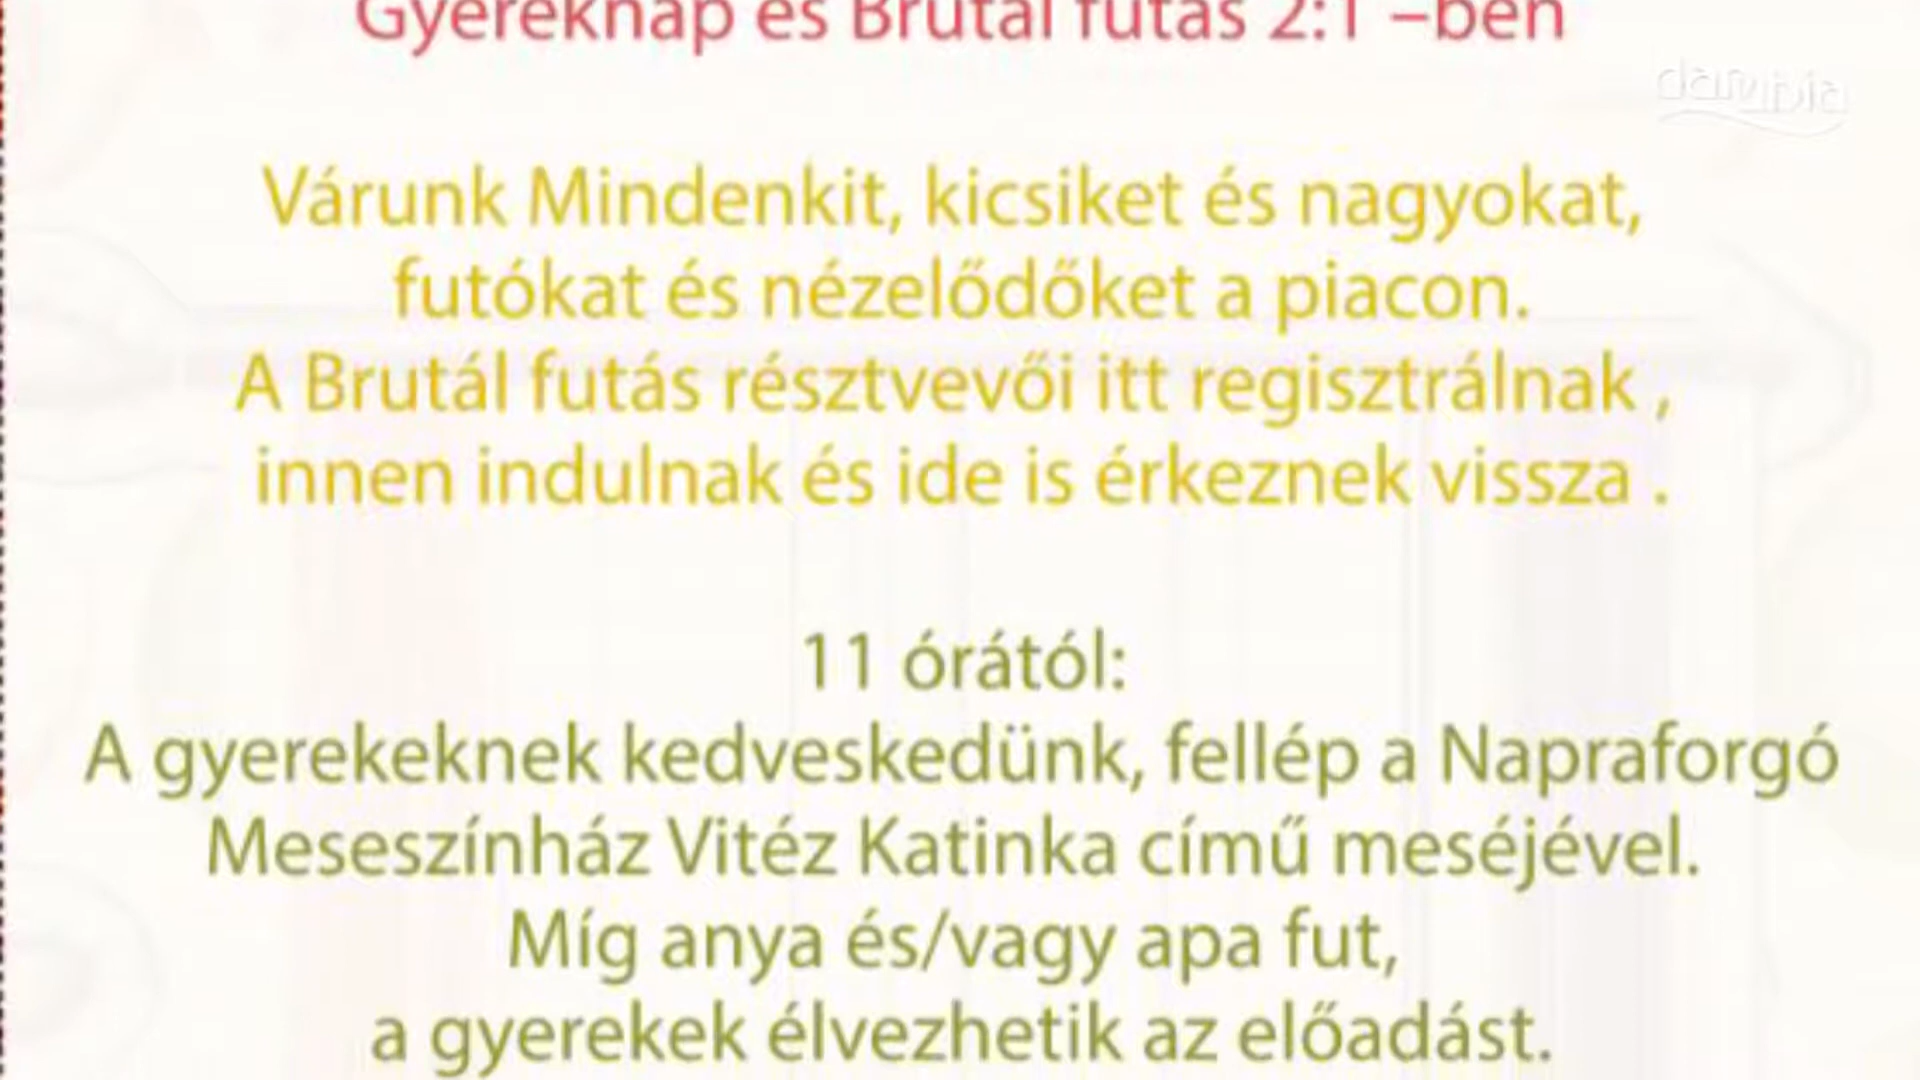 Gyereknap és Brutál futás 2:1 –ben
danubia
Várunk Mindenkit, kicsiket és nagyokat,
futókat és nézelődőket a piacon.
A Brutál futás résztvevői itt regisztrálnak ,
innen indulnak és ide is érkeznek vissza .
11 órától:
A gyerekeknek kedveskedünk, fellép a Napraforgó
Meseszínház Vitéz Katinka című meséjével.
Míg anya és/vagy apa fut,
a gyerekek élvezhetik az előadást.